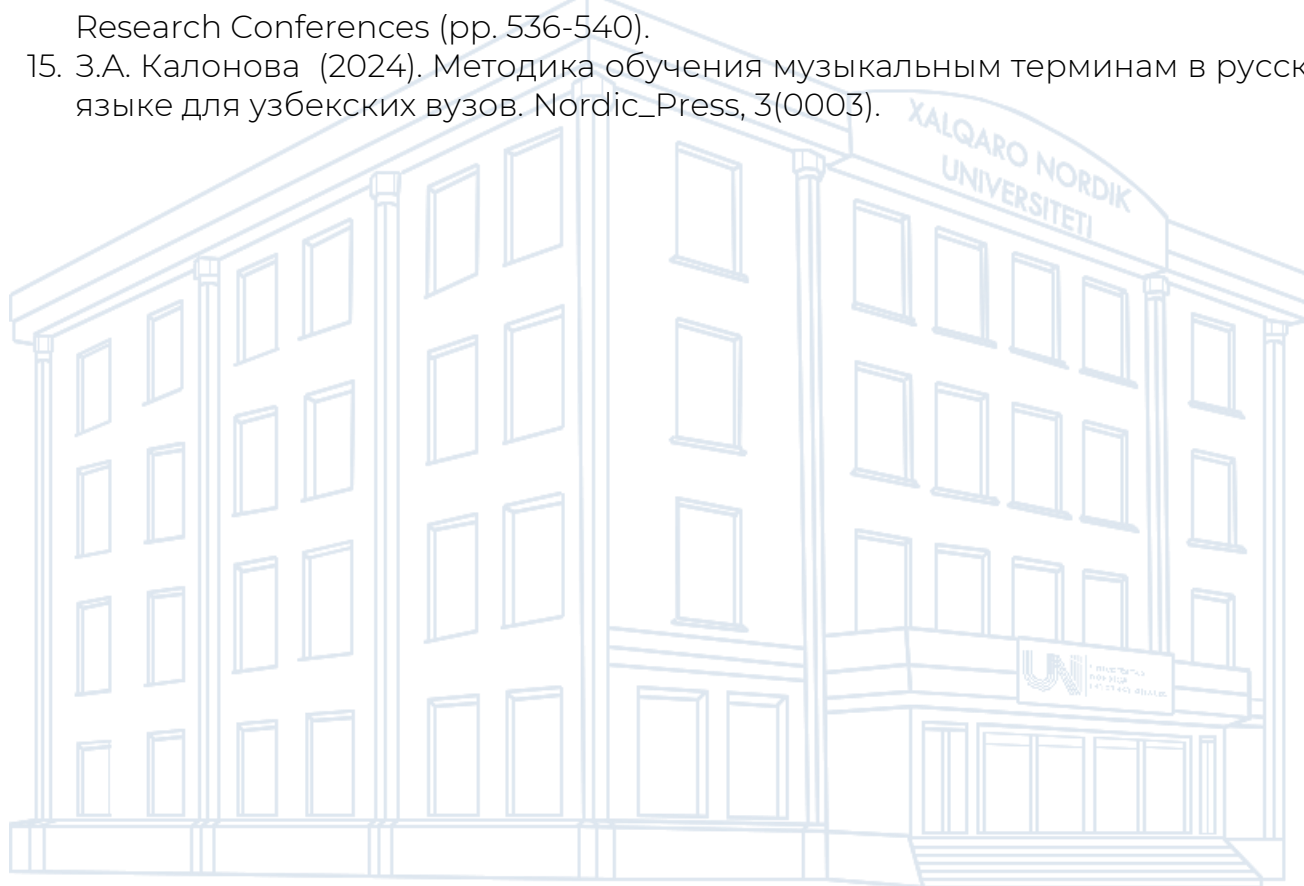 Research Conferences (pp. 536-540).
15. З.А. Калонова (2024). Методика обучения музыкальным терминам в русск
языке для узбекских вузов. Nordic_Press, 3(0003).
XALQARO NORDIK
UNIVERSITETI
UNI